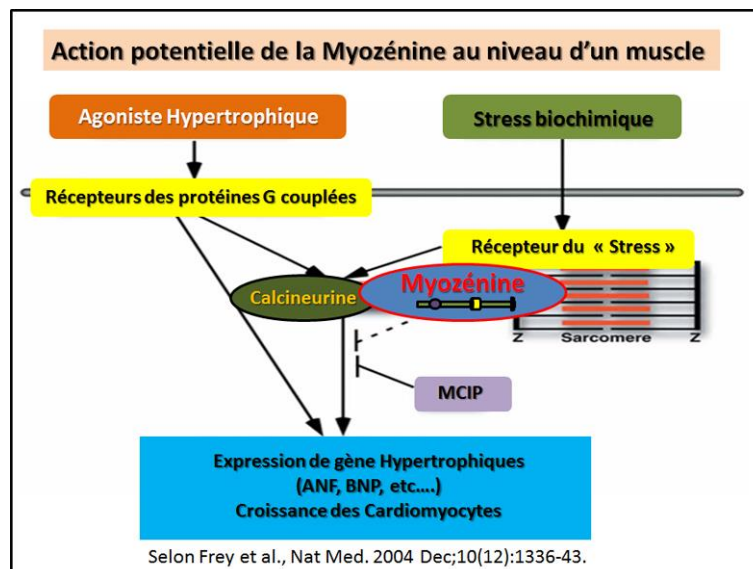 Action potentielle de la Myozénine au niveau d'un muscle
Agoniste Hypertrophique
Stress biochimique
Récepteurs des protéines G couplées
Récepteur du « Stress »
Calcineurine
Myozénine
Z Sarcomere Z
MCIP
Expression de gène Hypertrophiques
(ANF, BNP, etc….)
Croissance des Cardiomyocytes
Selon Frey et al., Nat Med. 2004 Dec;10(12):1336-43.